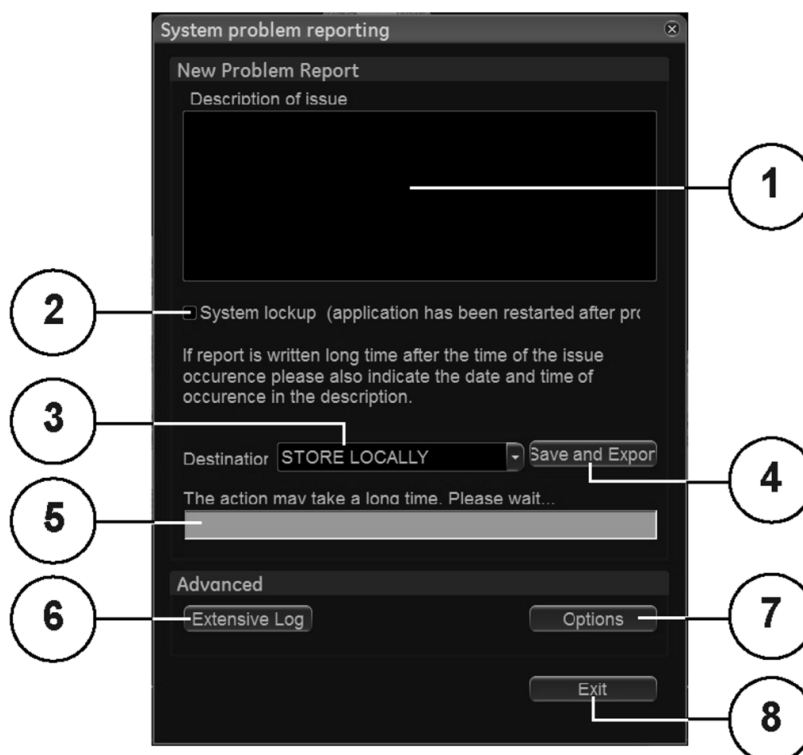 System problem reporting
New Problem Report
Description of issue
1
2
System lockup (application has been restarted after pro
If report is written long time after the time of the issue
occurence please also indicate the date and time of
occurence in the description.
3
Destination STORE LOCALLY Save and Expor
4
The action may take a long time. Please wait...
5
Advanced
6
Extensive Log Options
7
Exit
8